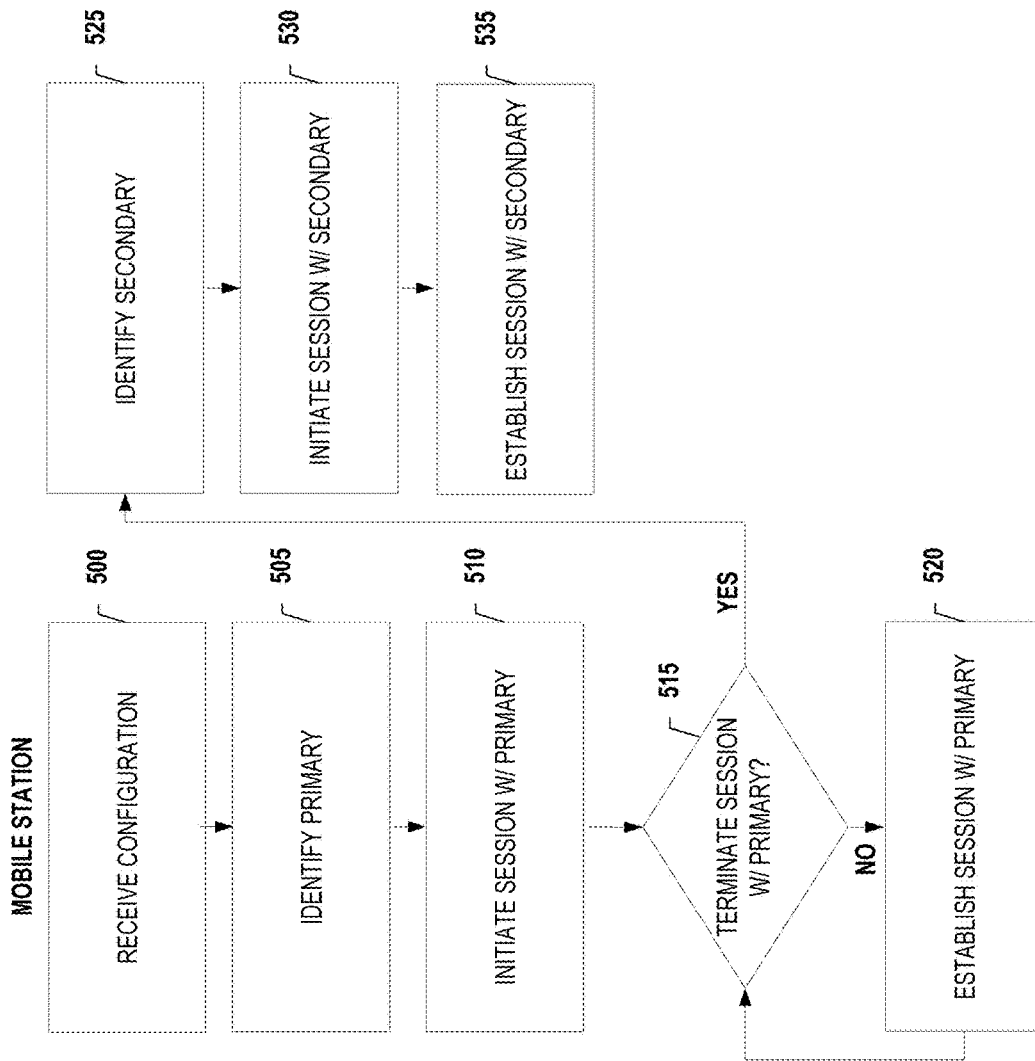 MOBILE STATION
500
RECEIVE CONFIGURATION
505
IDENTIFY PRIMARY
510
INITIATE SESSION W/ PRIMARY
515
TERMINATE SESSION
W/ PRIMARY?
YES
NO
520
ESTABLISH SESSION W/ PRIMARY
525
IDENTIFY SECONDARY
530
INITIATE SESSION W/ SECONDARY
535
ESTABLISH SESSION W/ SECONDARY